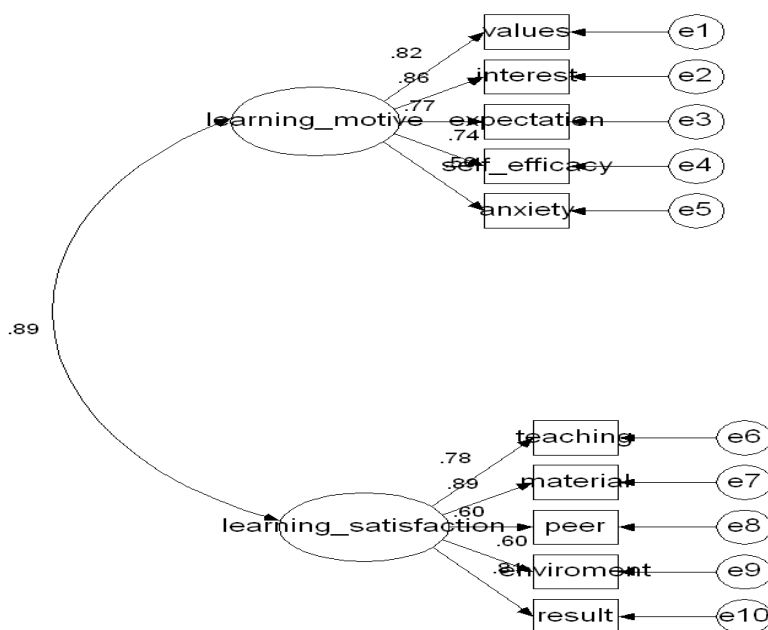 values
e1
.82
interest
e2
.86
learning_motive
.77
expectation
e3
.74
self_efficacy
e4
anxiety
e5
.89
teaching
e6
.78
material
e7
.89
learning_satisfaction
.60
peer
e8
.60
enviroment
e9
result
e10